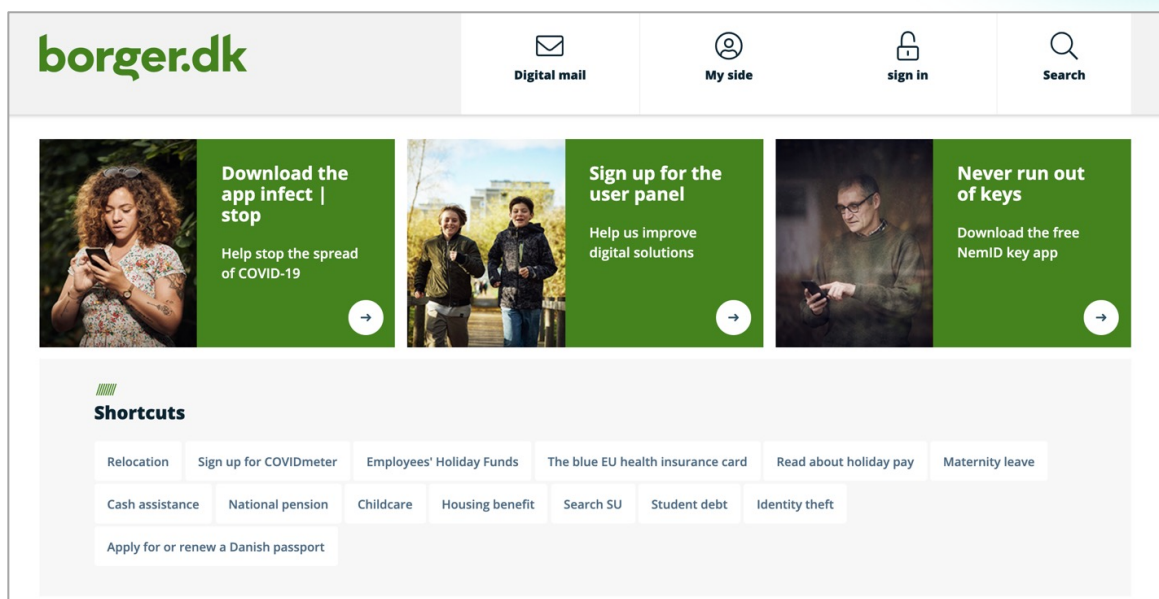 borger.dk
Digital mail
My side
sign in
Search
Download the
app infect |
stop
Help stop the spread
of COVID-19
Sign up for the
user panel
Help us improve
digital solutions
Never run out
of keys
Download the free
NemID key app
Shortcuts
Relocation Sign up for COVIDmeter Employees' Holiday Funds The blue EU health insurance card Read about holiday pay Maternity leave
Cash assistance National pension Childcare Housing benefit Search SU Student debt Identity theft
Apply for or renew a Danish passport